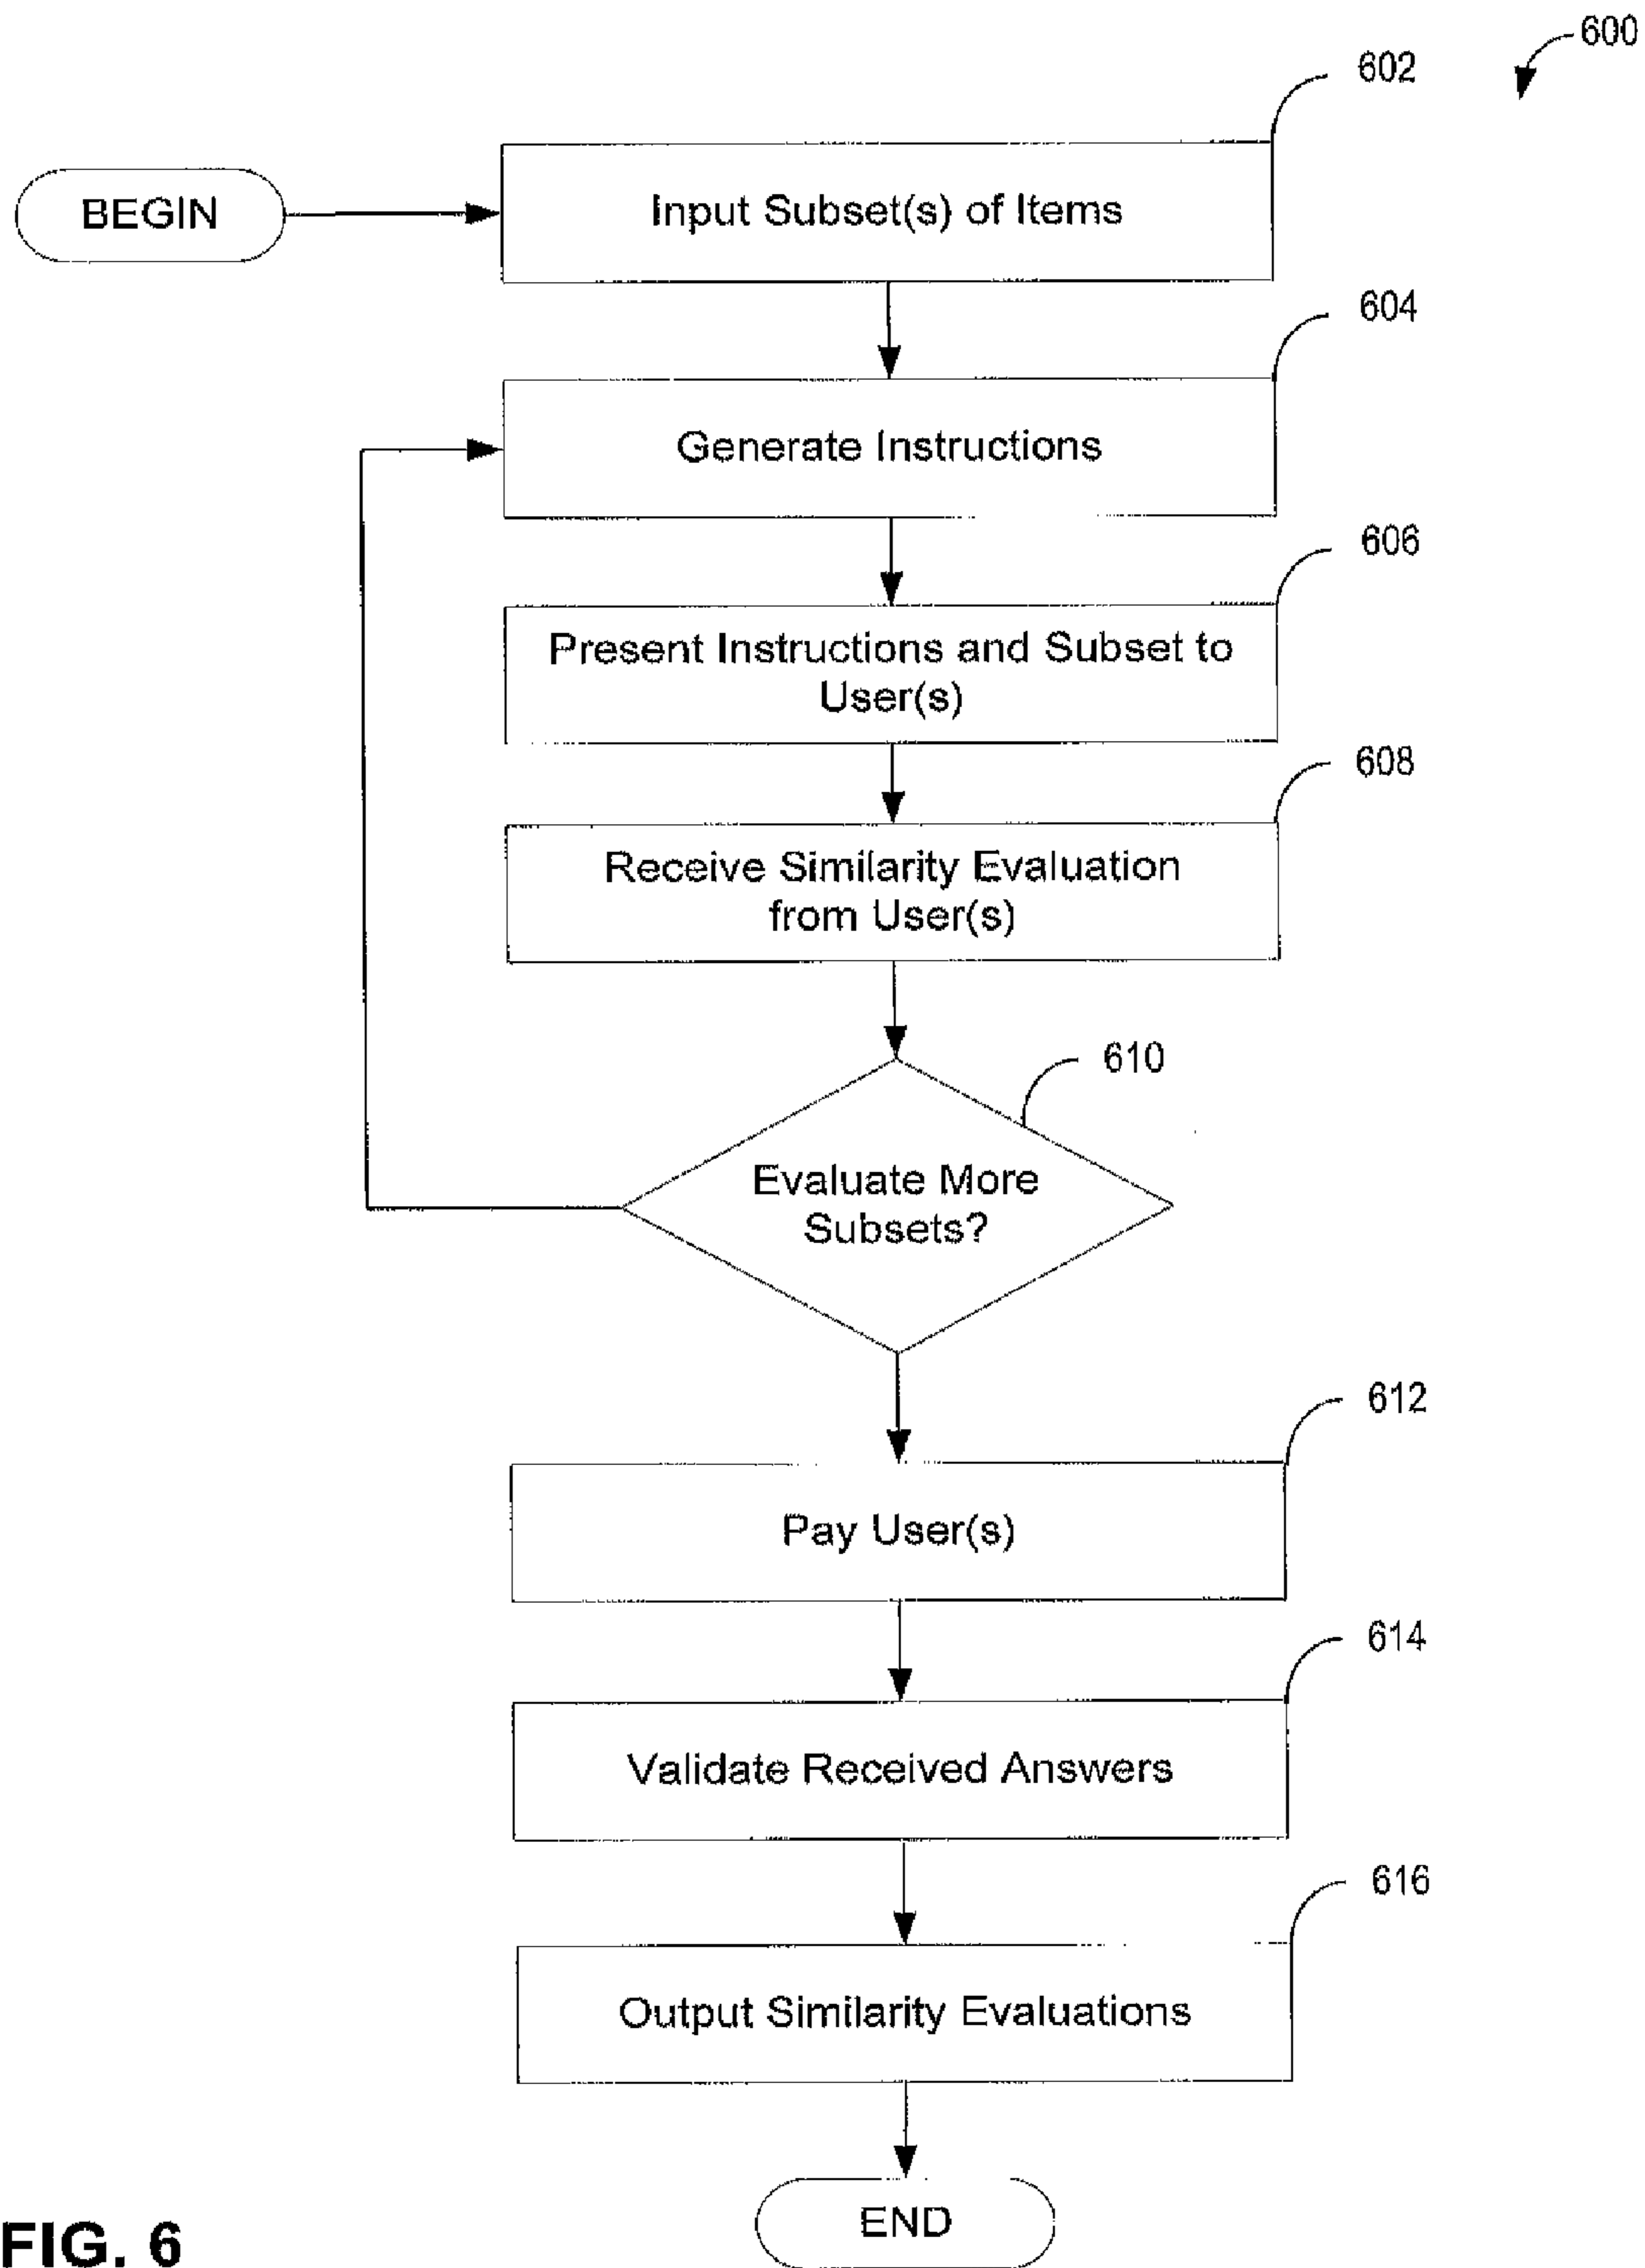 600
602
BEGIN
Input Subset(s) of Items
604
Generate Instructions
606
Present Instructions and Subset to
User(s)
608
Receive Similarity Evaluation
from User(s)
610
Evaluate More
Subsets?
612
Pay User(s)
614
Validate Received Answers
616
Output Similarity Evaluations
END
FIG. 6